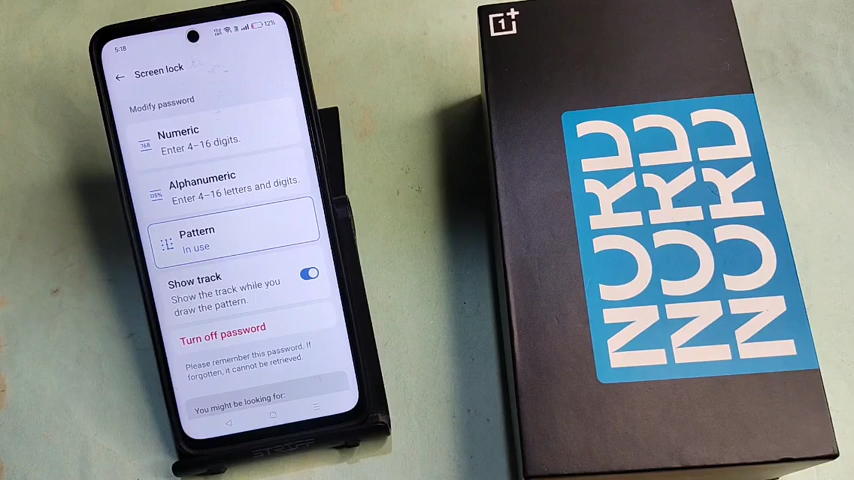 5:18
12%
Screen lock
Modify password
Numeric
Enter 4–16 digits.
Alphanumeric
Enter 4–16 letters and digits.
Pattern
In use
Show track
Show the track while you
draw the pattern.
Turn off password
Please remember this password. If
forgotten, it cannot be retrieved.
You might be looking for:
1+
NORD
NORD
NORD